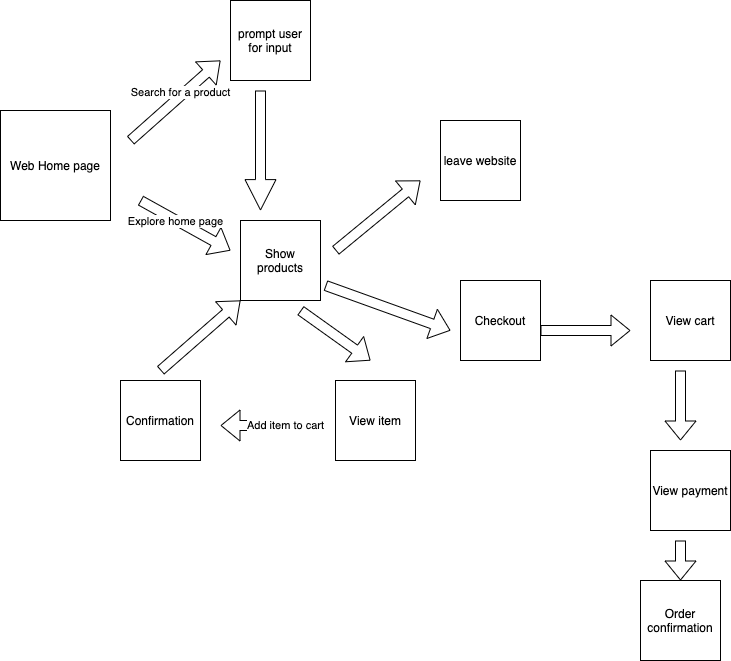 prompt user
for input
Search for a product
Web Home page
leave website
Explore home page
Show
products
Checkout
View cart
Confirmation
Add item to cart
View item
View payment
Order
confirmation